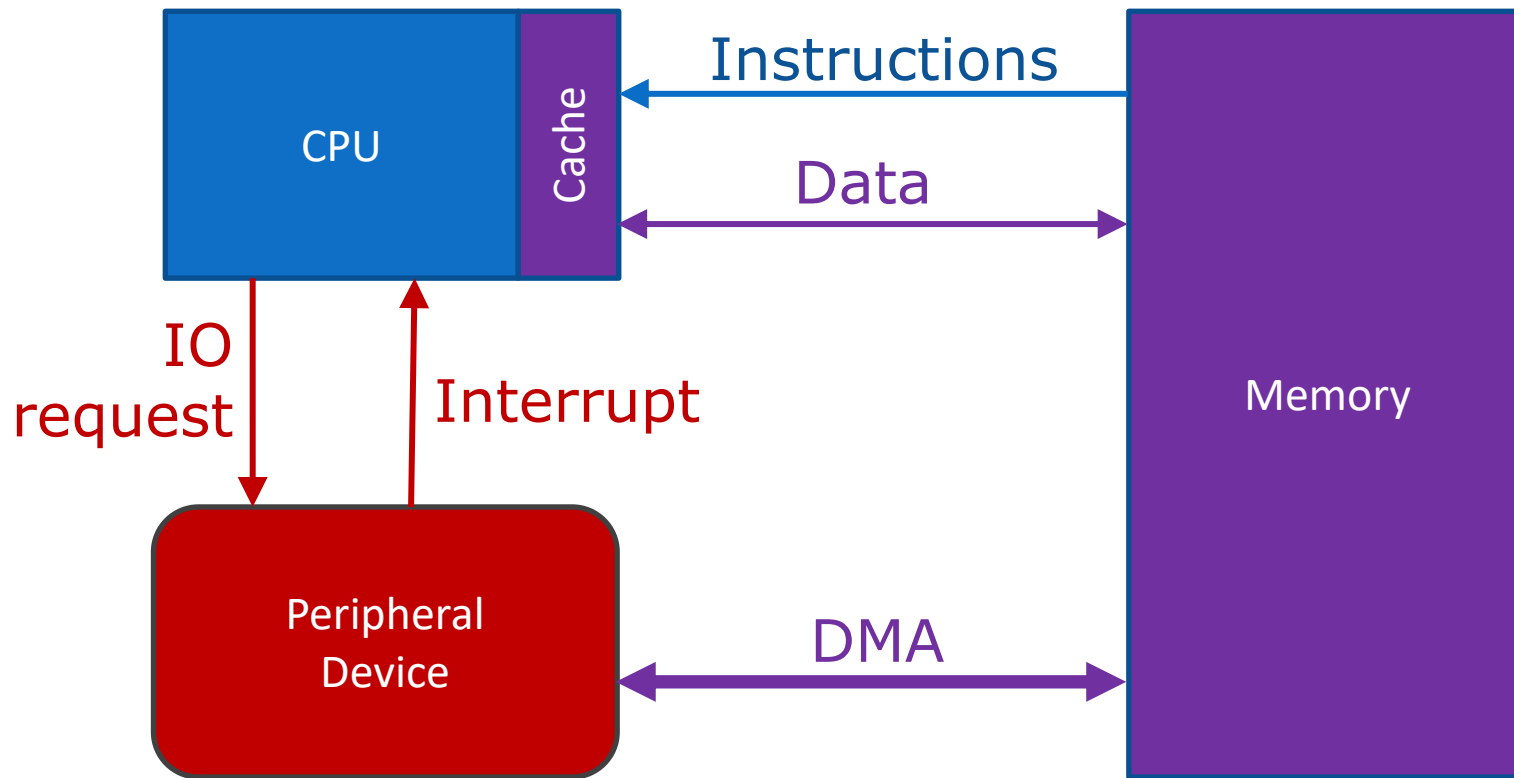 Instructions
CPU
Cache
Data
IO
request
Interrupt
Memory
Peripheral
Device
DMA